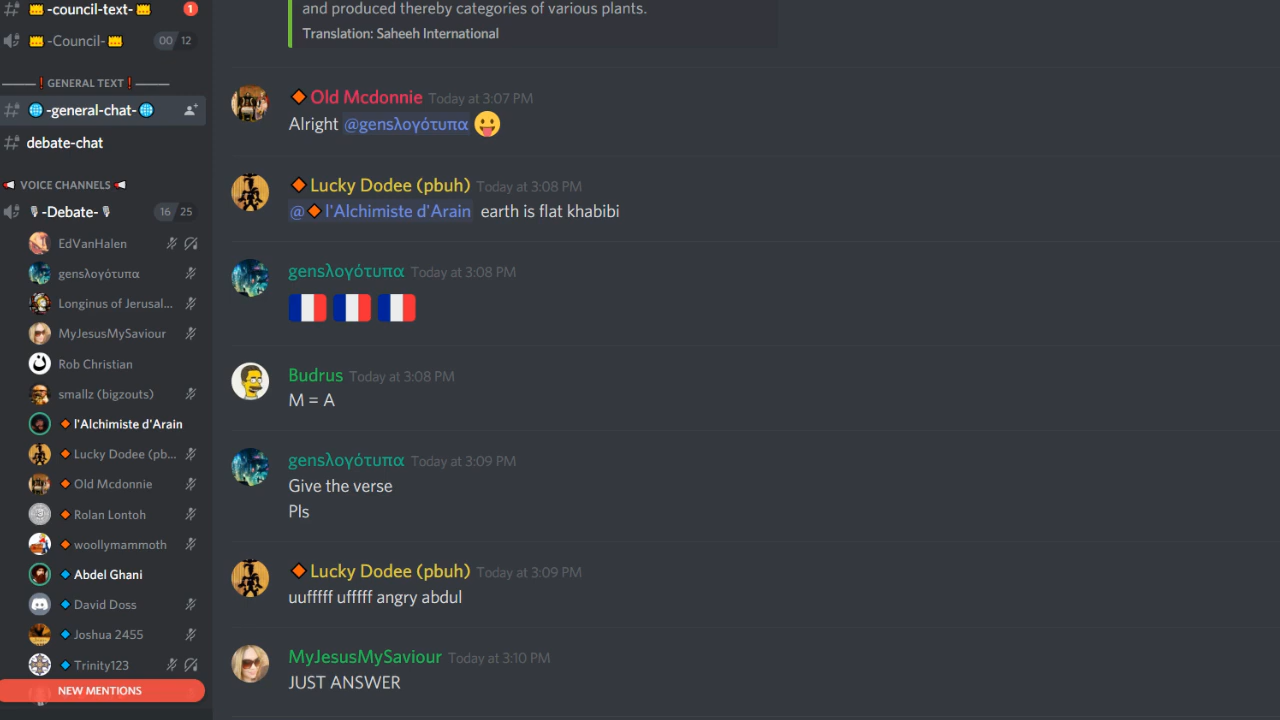 -council-text-
1
-Council-
00 12
GENERAL TEXT
-general-chat-
debate-chat
VOICE CHANNELS
-Debate-
16 25
EdVanHalen
gensλογότυπα
Longinus of Jerusal...
MyJesusMySaviour
Rob Christian
smallz (bigzouts)
l'Alchimiste d'Arain
Lucky Dodee (pb...
Old Mcdonnie
Rolan Lontoh
woollymammoth
Abdel Ghani
David Doss
Joshua 2455
Trinity123
NEW MENTIONS
and produced thereby categories of various plants.
Translation: Saheeh International
Old Mcdonnie Today at 3:07 PM
Alright @gensλογότυπα
Lucky Dodee (pbuh) Today at 3:08 PM
@l'Alchimiste d'Arain earth is flat khabibi
gensλογότυπα Today at 3:08 PM
Budrus Today at 3:08 PM
M = A
gensλογότυπα Today at 3:09 PM
Give the verse
Pls
Lucky Dodee (pbuh) Today at 3:09 PM
uufffff ufffff angry abdul
MyJesusMySaviour Today at 3:10 PM
JUST ANSWER